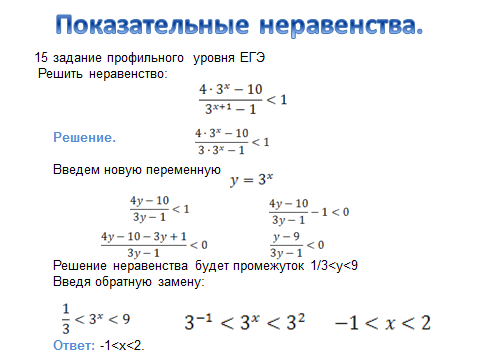 Показательные неравенства.
15 задание профильного уровня ЕГЭ
Решить неравенство:
(4 · 3^x − 10)/(3^(x+1) − 1) < 1
Решение. (4 · 3^x − 10)/(3 · 3^x − 1) < 1
Введем новую переменную y = 3^x
(4y − 10)/(3y − 1) < 1 (4y − 10)/(3y − 1) − 1 < 0
(4y − 10 − 3y + 1)/(3y − 1) < 0 (y − 9)/(3y − 1) < 0
Решение неравенства будет промежуток 1/3<y<9
Введя обратную замену:
1/3 < 3^x < 9 3^−1 < 3^x < 3^2 −1 < x < 2
Ответ: -1<x<2.